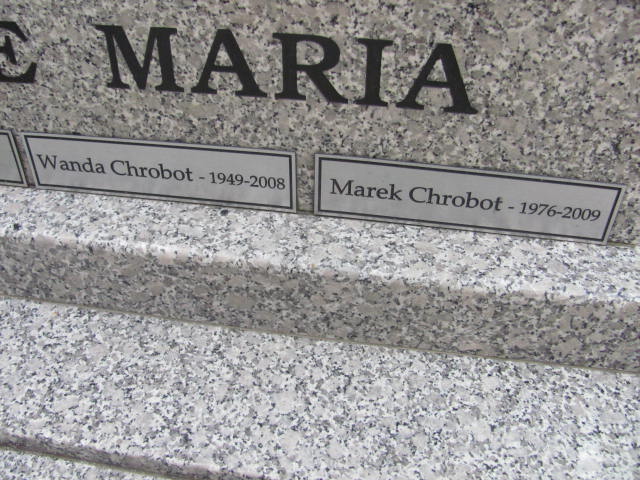 E MARIA
Wanda Chrobot - 1949-2008
Marek Chrobot - 1976-2009